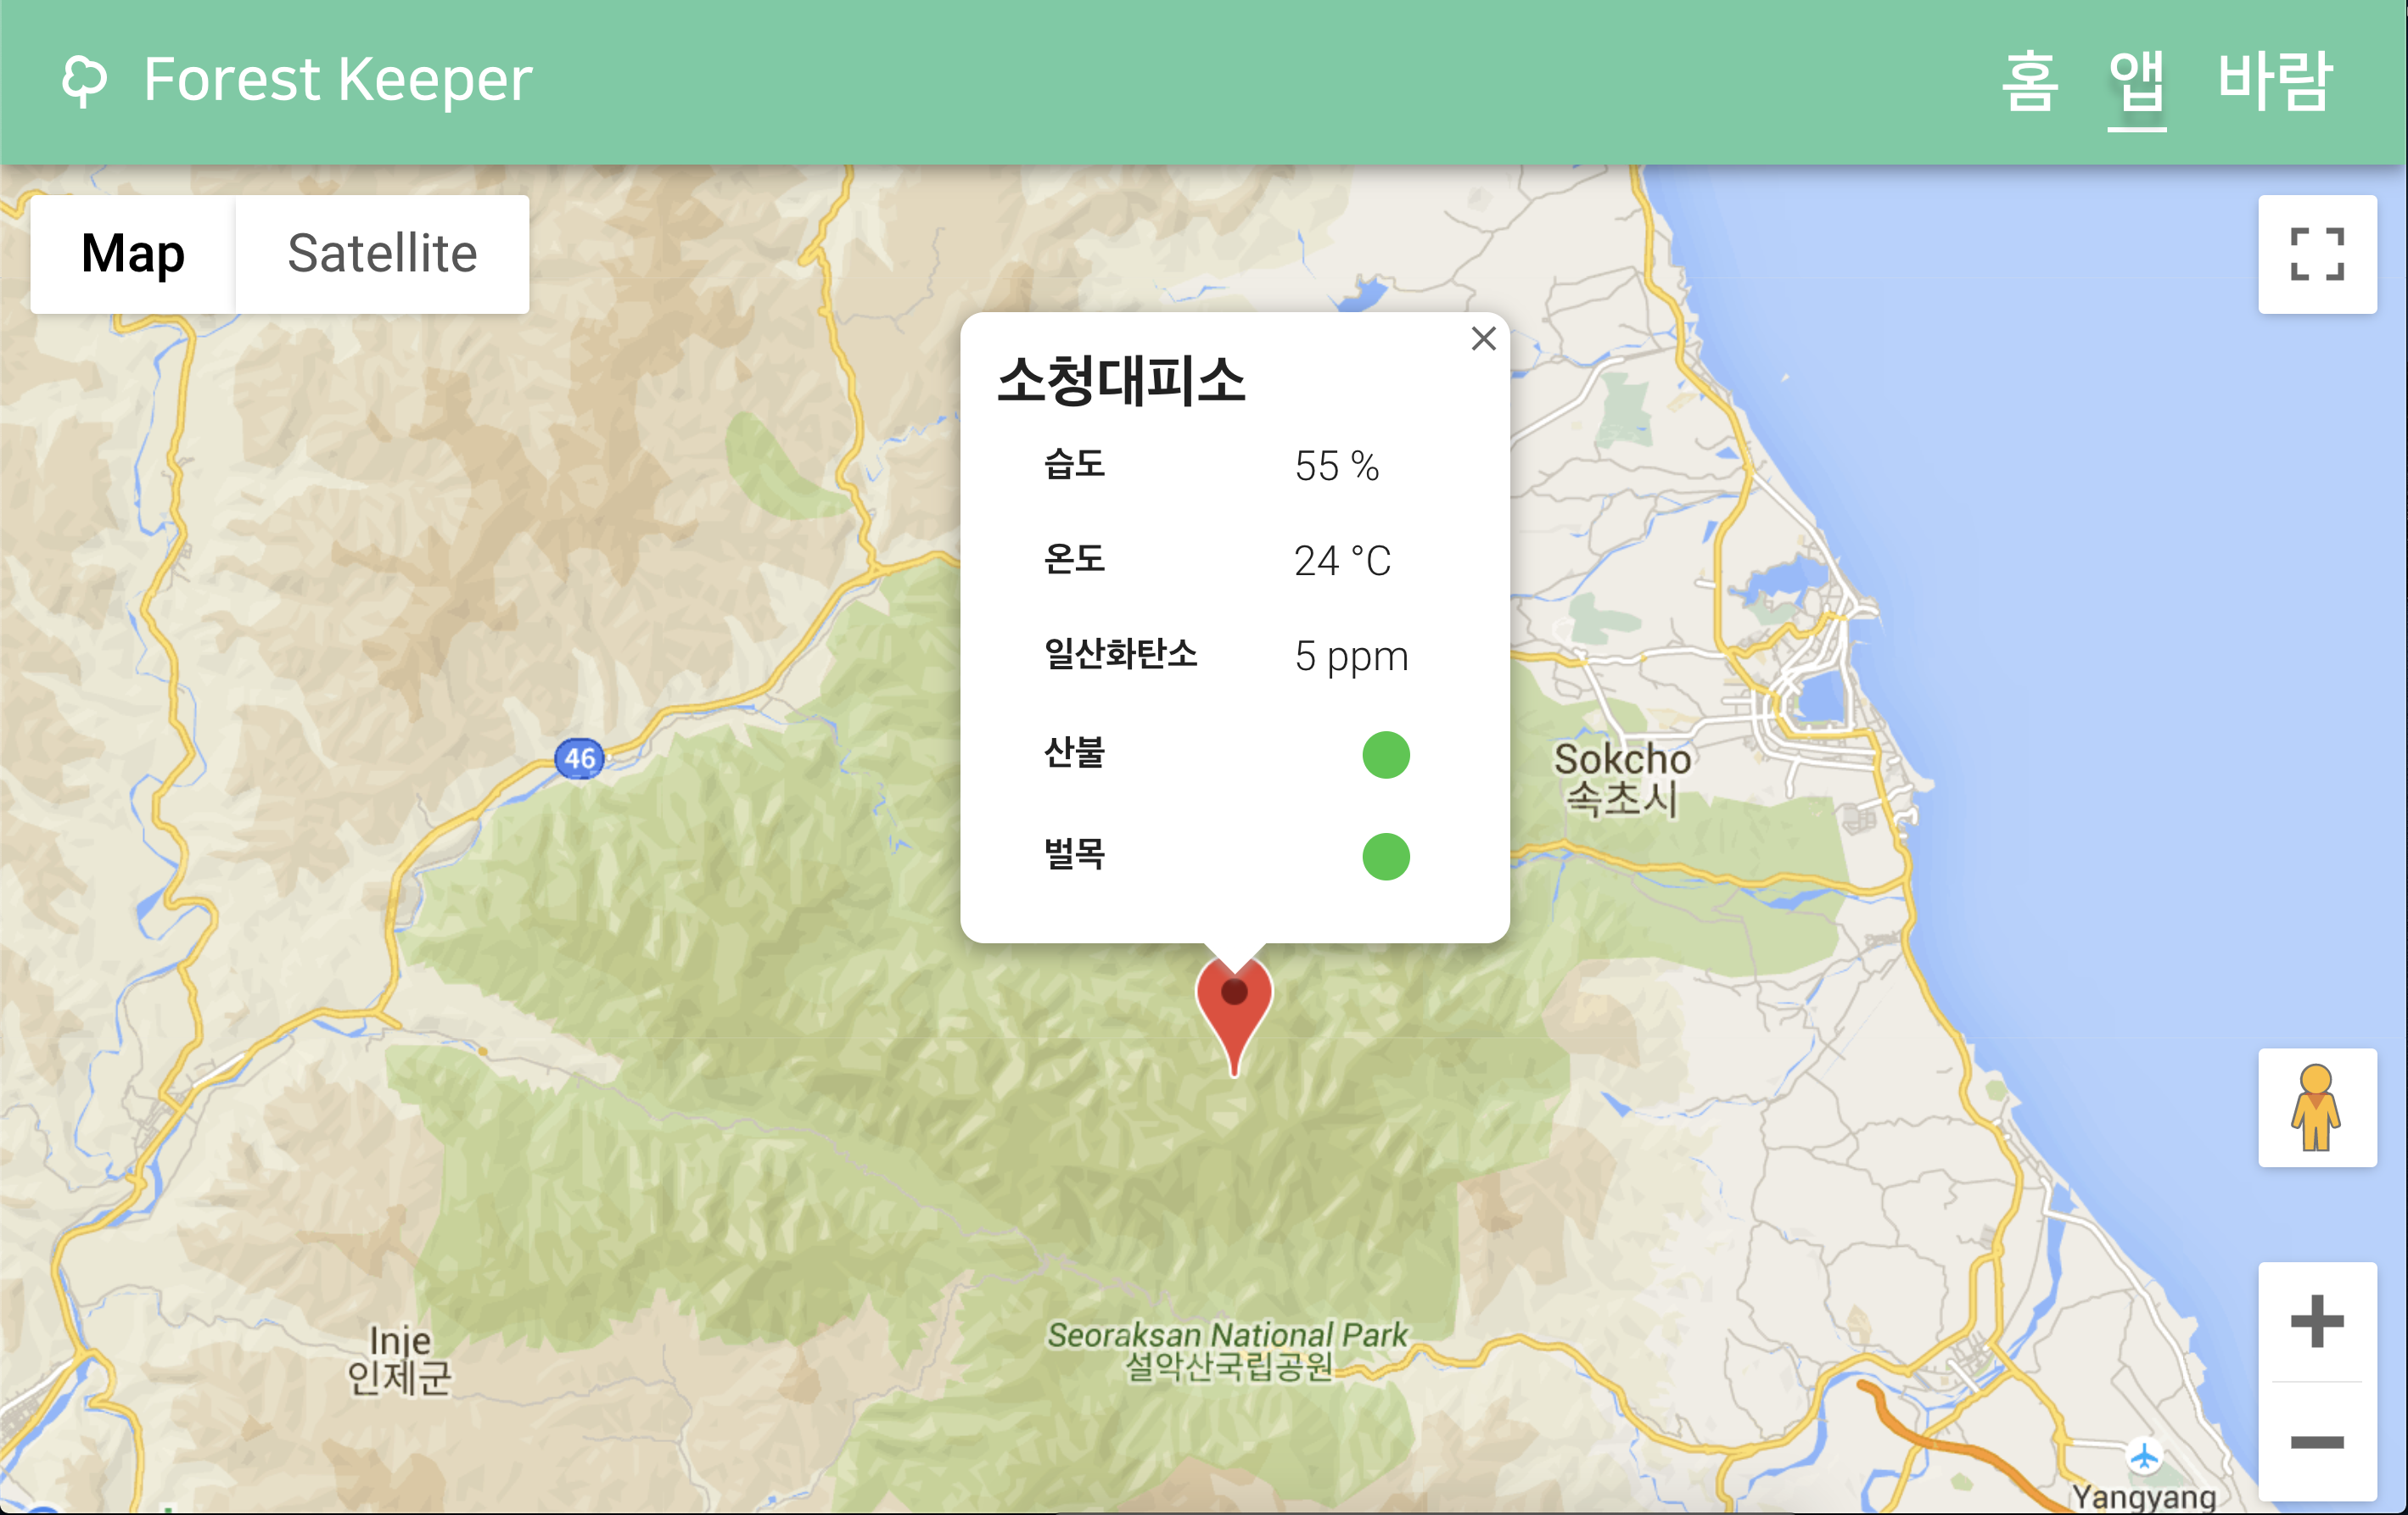 Forest Keeper
홈 앱 바람
Map Satellite
소청대피소
습도 55 %
온도 24 °C
일산화탄소 5 ppm
산불
벌목
46
Sokcho
속초시
Seoraksan National Park
설악산국립공원
Inje
인제군
Yangyang